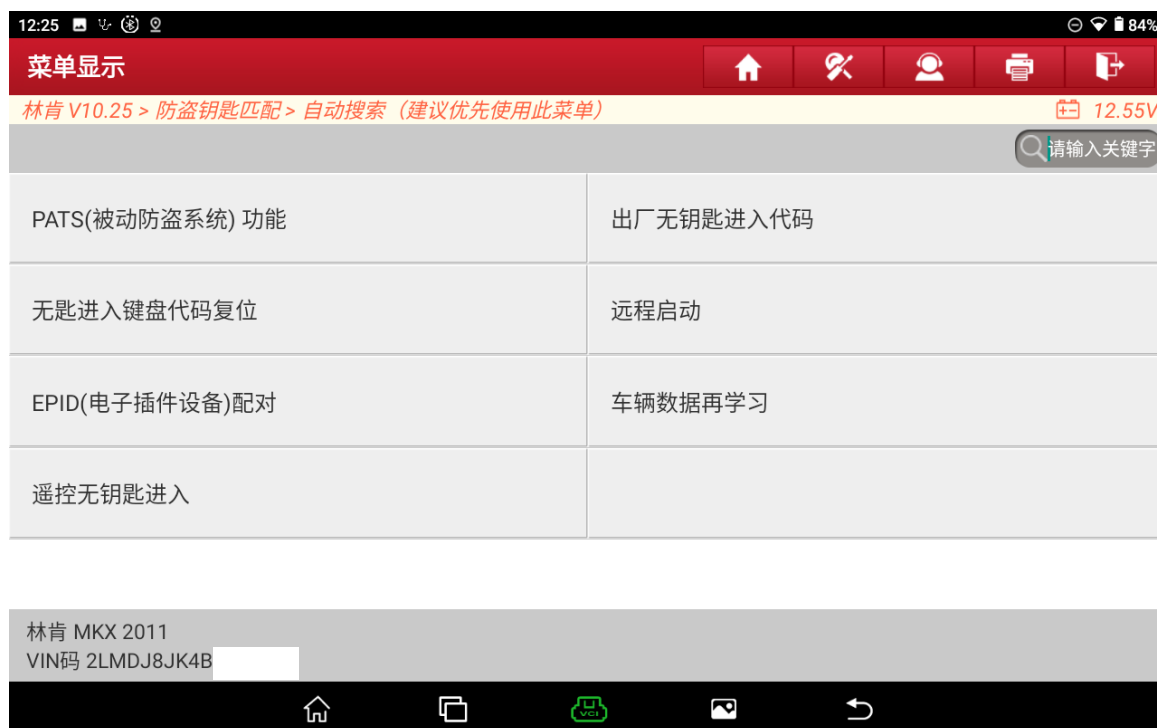 12:25
84%
菜单显示
林肯 V10.25 > 防盗钥匙匹配 > 自动搜索（建议优先使用此菜单）
12.55V
请输入关键字
PATS(被动防盗系统) 功能
出厂无钥匙进入代码
无匙进入键盘代码复位
远程启动
EPID(电子插件设备)配对
车辆数据再学习
遥控无钥匙进入
林肯 MKX 2011
VIN码 2LMDJ8JK4B
VCI